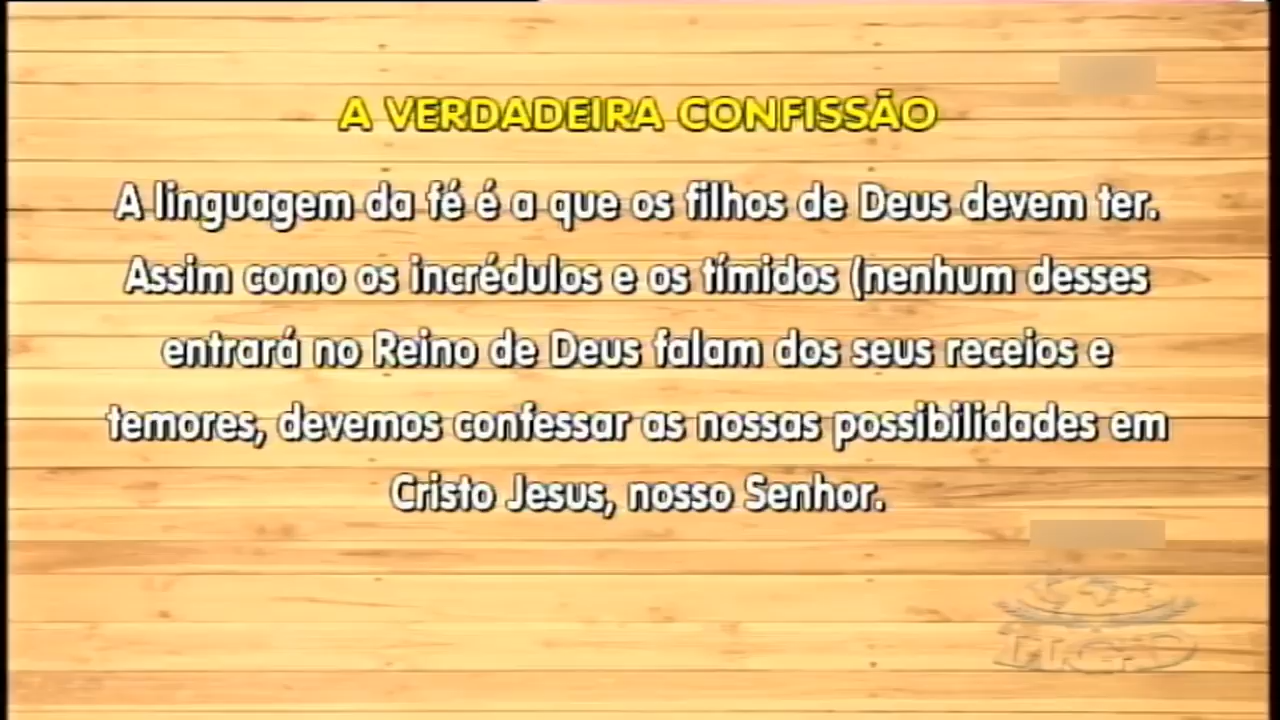 A VERDADEIRA CONFISSÃO
A linguagem da fé é a que os filhos de Deus devem ter.
Assim como os incrédulos e os tímidos (nenhum desses
entrará no Reino de Deus falam dos seus receios e
temores, devemos confessar as nossas possibilidades em
Cristo Jesus, nosso Senhor.